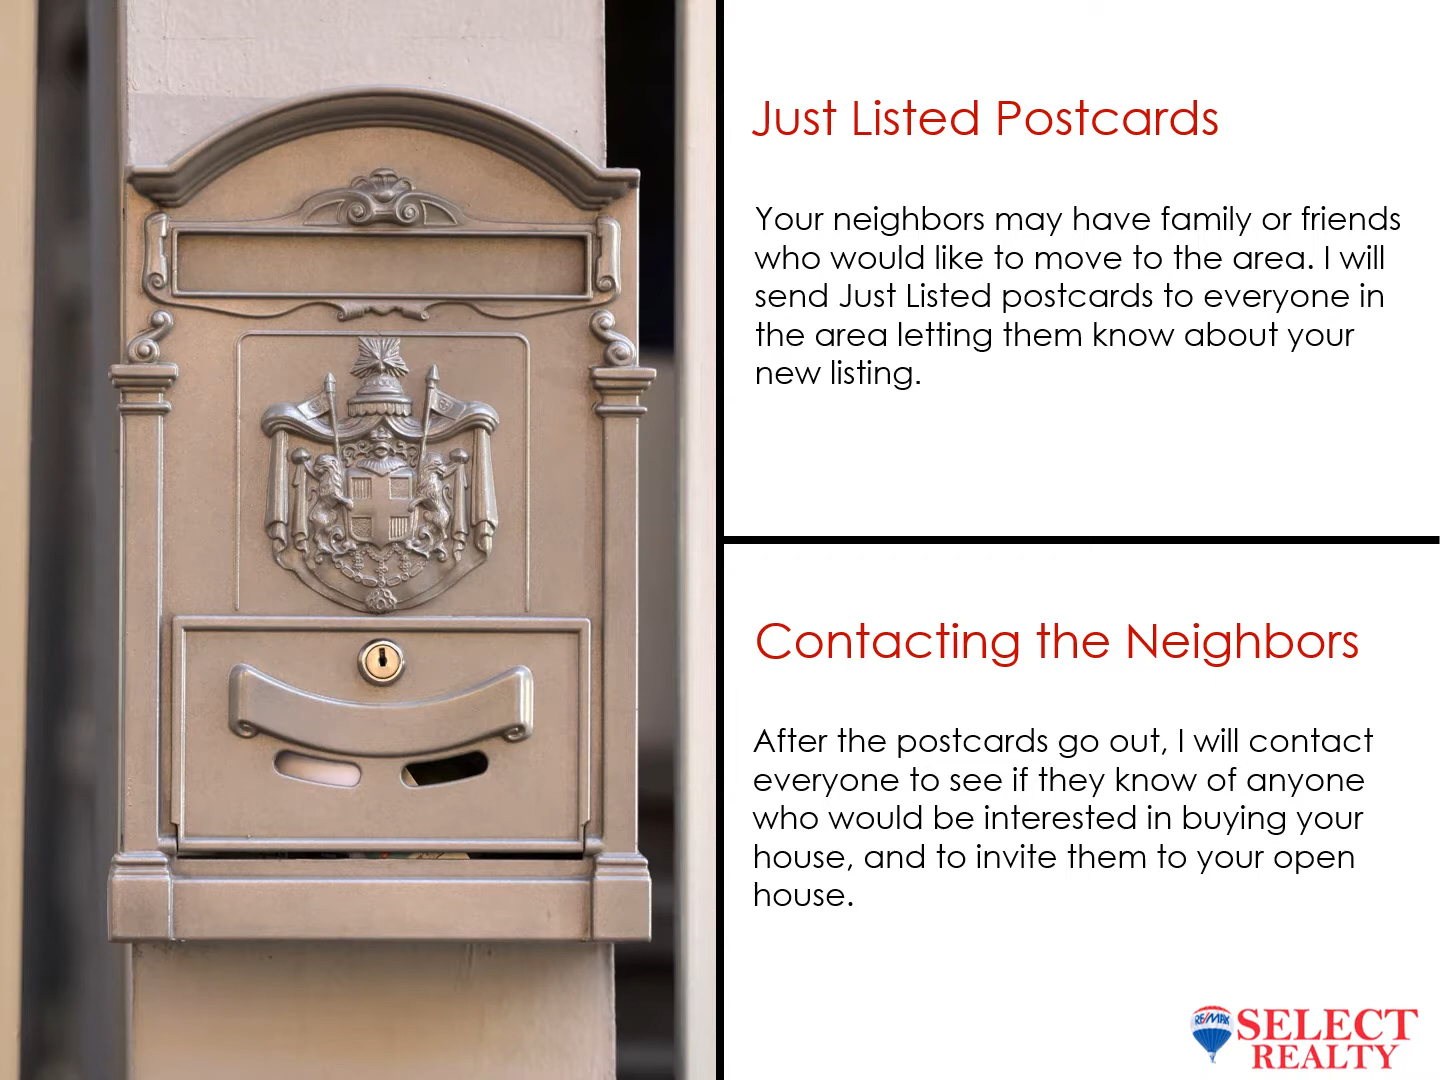 Just Listed Postcards
Your neighbors may have family or friends
who would like to move to the area. I will
send Just Listed postcards to everyone in
the area letting them know about your
new listing.
Contacting the Neighbors
After the postcards go out, I will contact
everyone to see if they know of anyone
who would be interested in buying your
house, and to invite them to your open
house.
RE/MAX
SELECT
REALTY